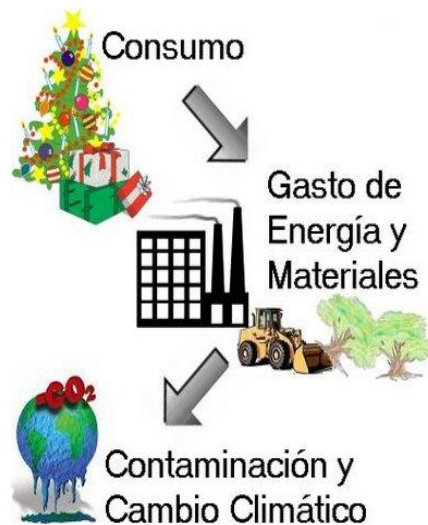 Consumo
Gasto de
Energía y
Materiales
-CO₂
Contaminación y
Cambio Climático